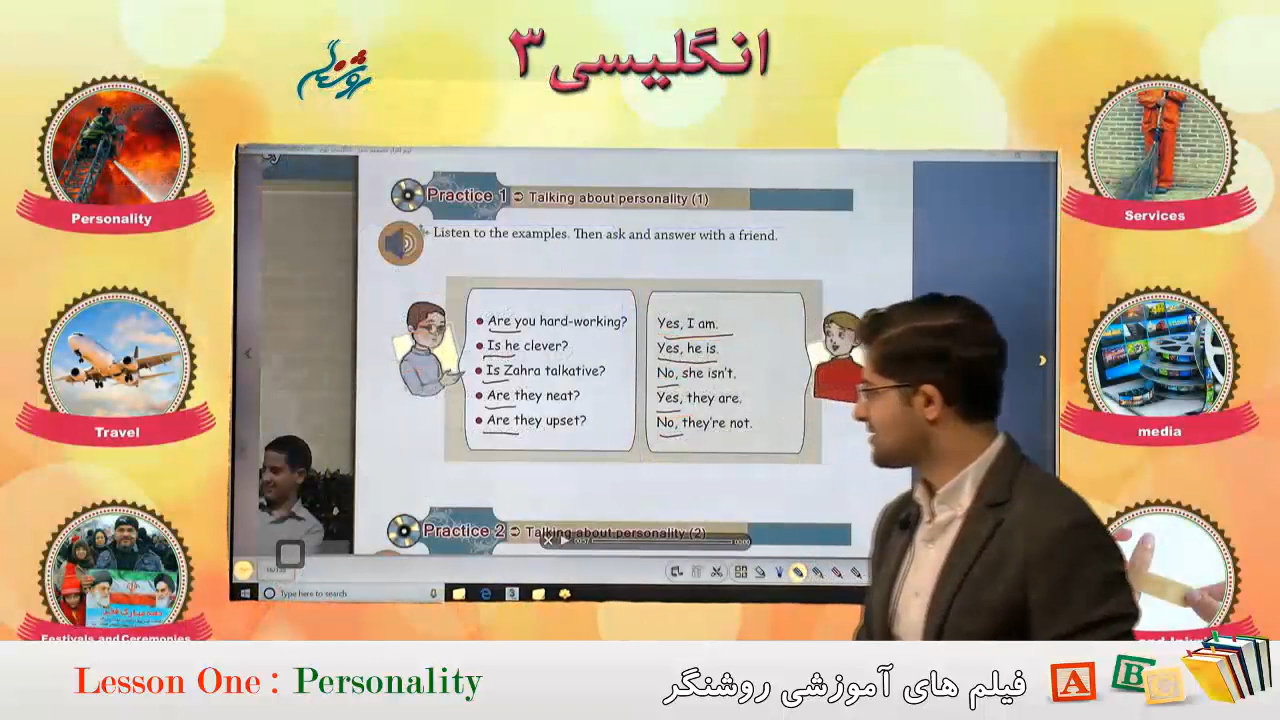 انگلیسی ۳
روشنگر
Personality
Services
Practice 1 Talking about personality (1)
Listen to the examples. Then ask and answer with a friend.
Are you hard-working?
Is he clever?
Is Zahra talkative?
Are they neat?
Are they upset?
Yes, I am.
Yes, he is.
No, she isn't.
Yes, they are.
No, they're not.
Travel
media
Practice 2 Talking about personality (2)
Type here to search
Festivals and Ceremonies
Lesson One : Personality
فیلم های آموزشی روشنگر
A
B
C